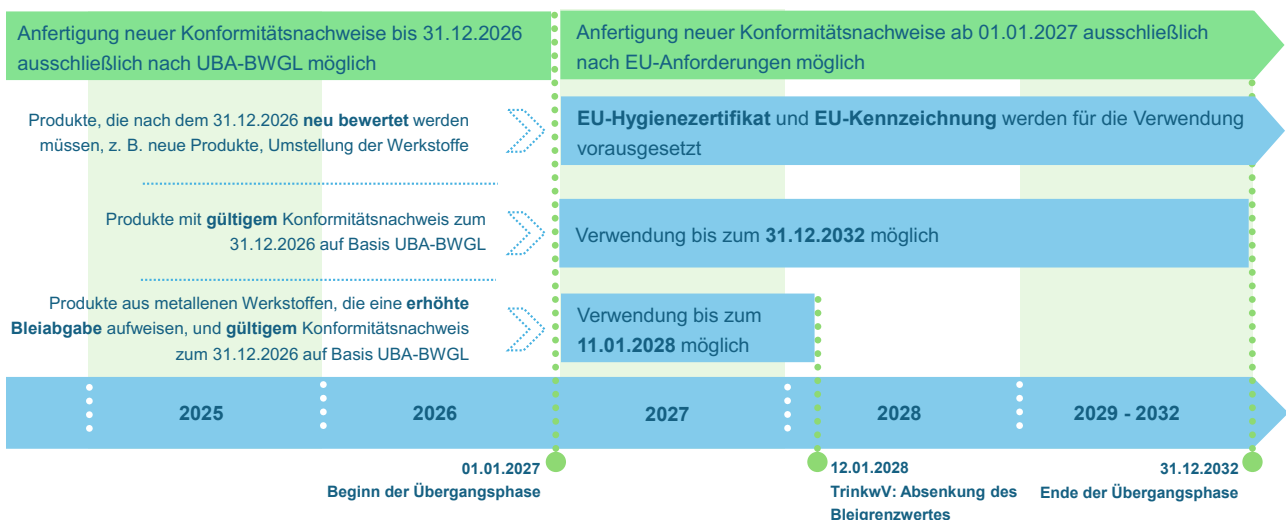 Anfertigung neuer Konformitätsnachweise bis 31.12.2026
ausschließlich nach UBA-BWGL möglich
Anfertigung neuer Konformitätsnachweise ab 01.01.2027 ausschließlich
nach EU-Anforderungen möglich
Produkte, die nach dem 31.12.2026 neu bewertet werden
müssen, z. B. neue Produkte, Umstellung der Werkstoffe
EU-Hygienezertifikat und EU-Kennzeichnung werden für die Verwendung
vorausgesetzt
Produkte mit gültigem Konformitätsnachweis zum
31.12.2026 auf Basis UBA-BWGL
Verwendung bis zum 31.12.2032 möglich
Produkte aus metallenen Werkstoffen, die eine erhöhte
Bleiabgabe aufweisen, und gültigem Konformitätsnachweis
zum 31.12.2026 auf Basis UBA-BWGL
Verwendung bis zum
11.01.2028 möglich
2025
2026
2027
2028
2029 - 2032
01.01.2027
Beginn der Übergangsphase
12.01.2028
TrinkwV: Absenkung des
Bleigrenzwertes
31.12.2032
Ende der Übergangsphase